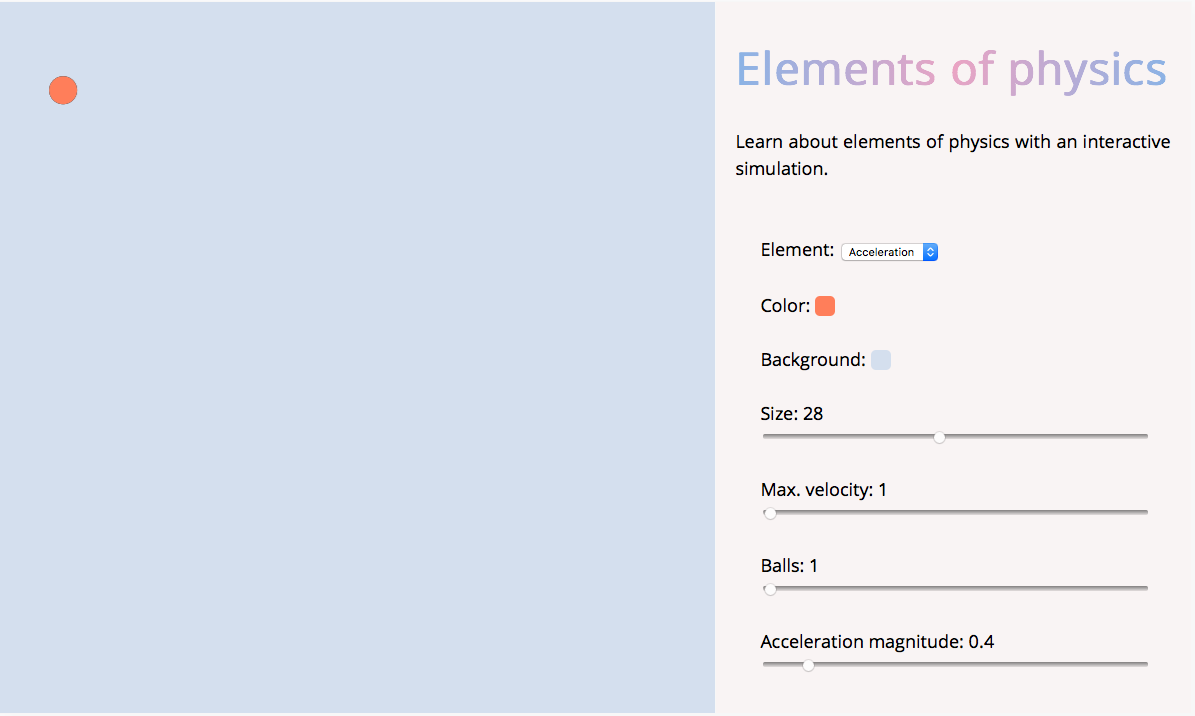 Elements of physics
Learn about elements of physics with an interactive
simulation.
Element: Acceleration
Color:
Background:
Size: 28
Max. velocity: 1
Balls: 1
Acceleration magnitude: 0.4